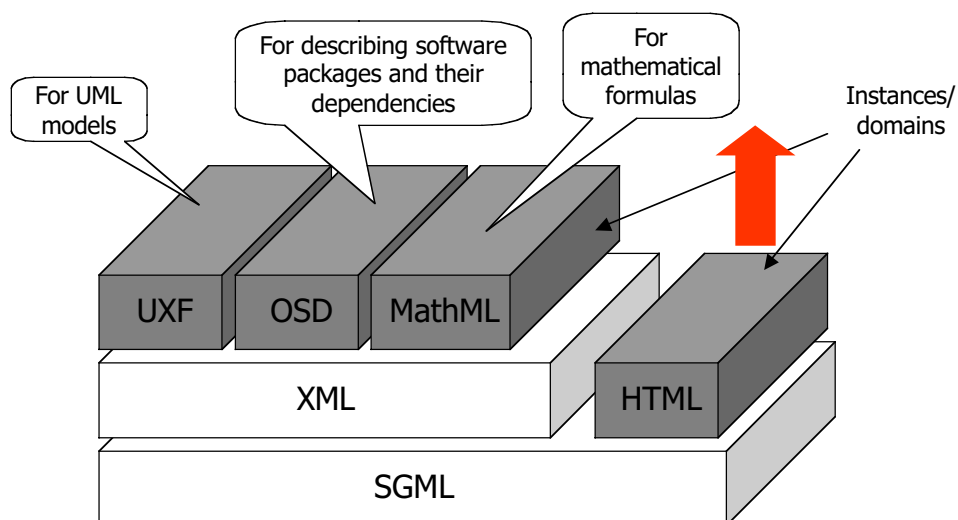 For describing software
packages and their
dependencies
For
mathematical
formulas
For UML
models
Instances/
domains
UXF
OSD
MathML
XML
HTML
SGML